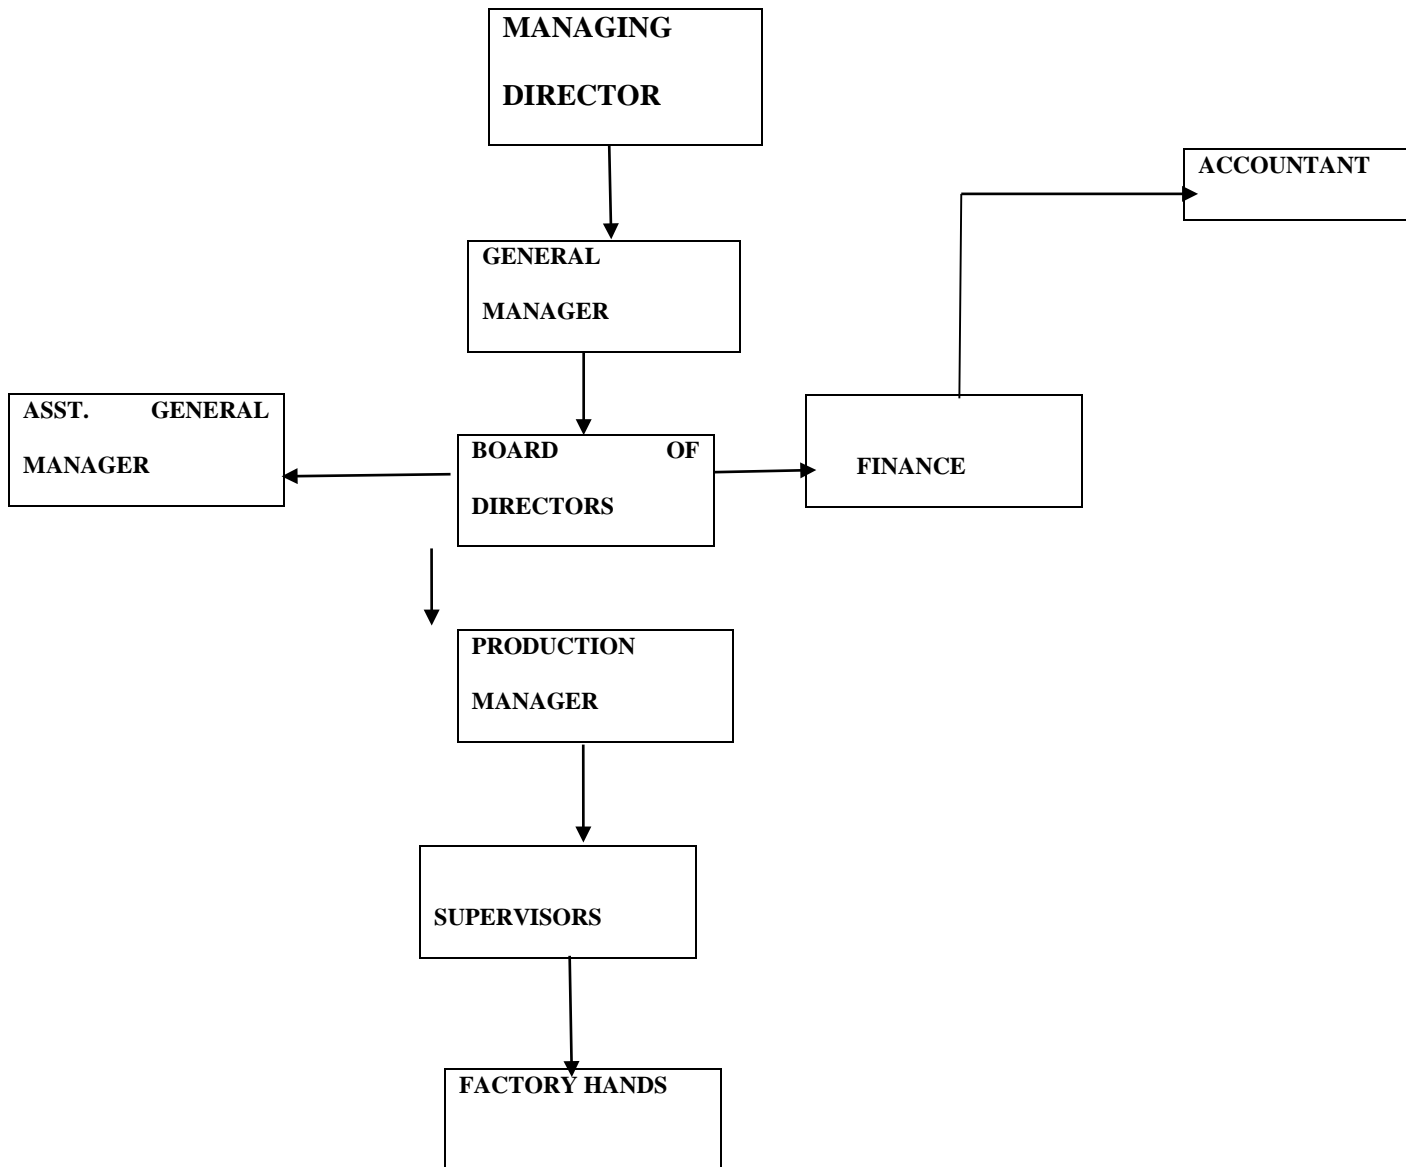 MANAGING
DIRECTOR
ACCOUNTANT
GENERAL
MANAGER
ASST. GENERAL
MANAGER
BOARD OF
DIRECTORS
FINANCE
PRODUCTION
MANAGER
SUPERVISORS
FACTORY HANDS